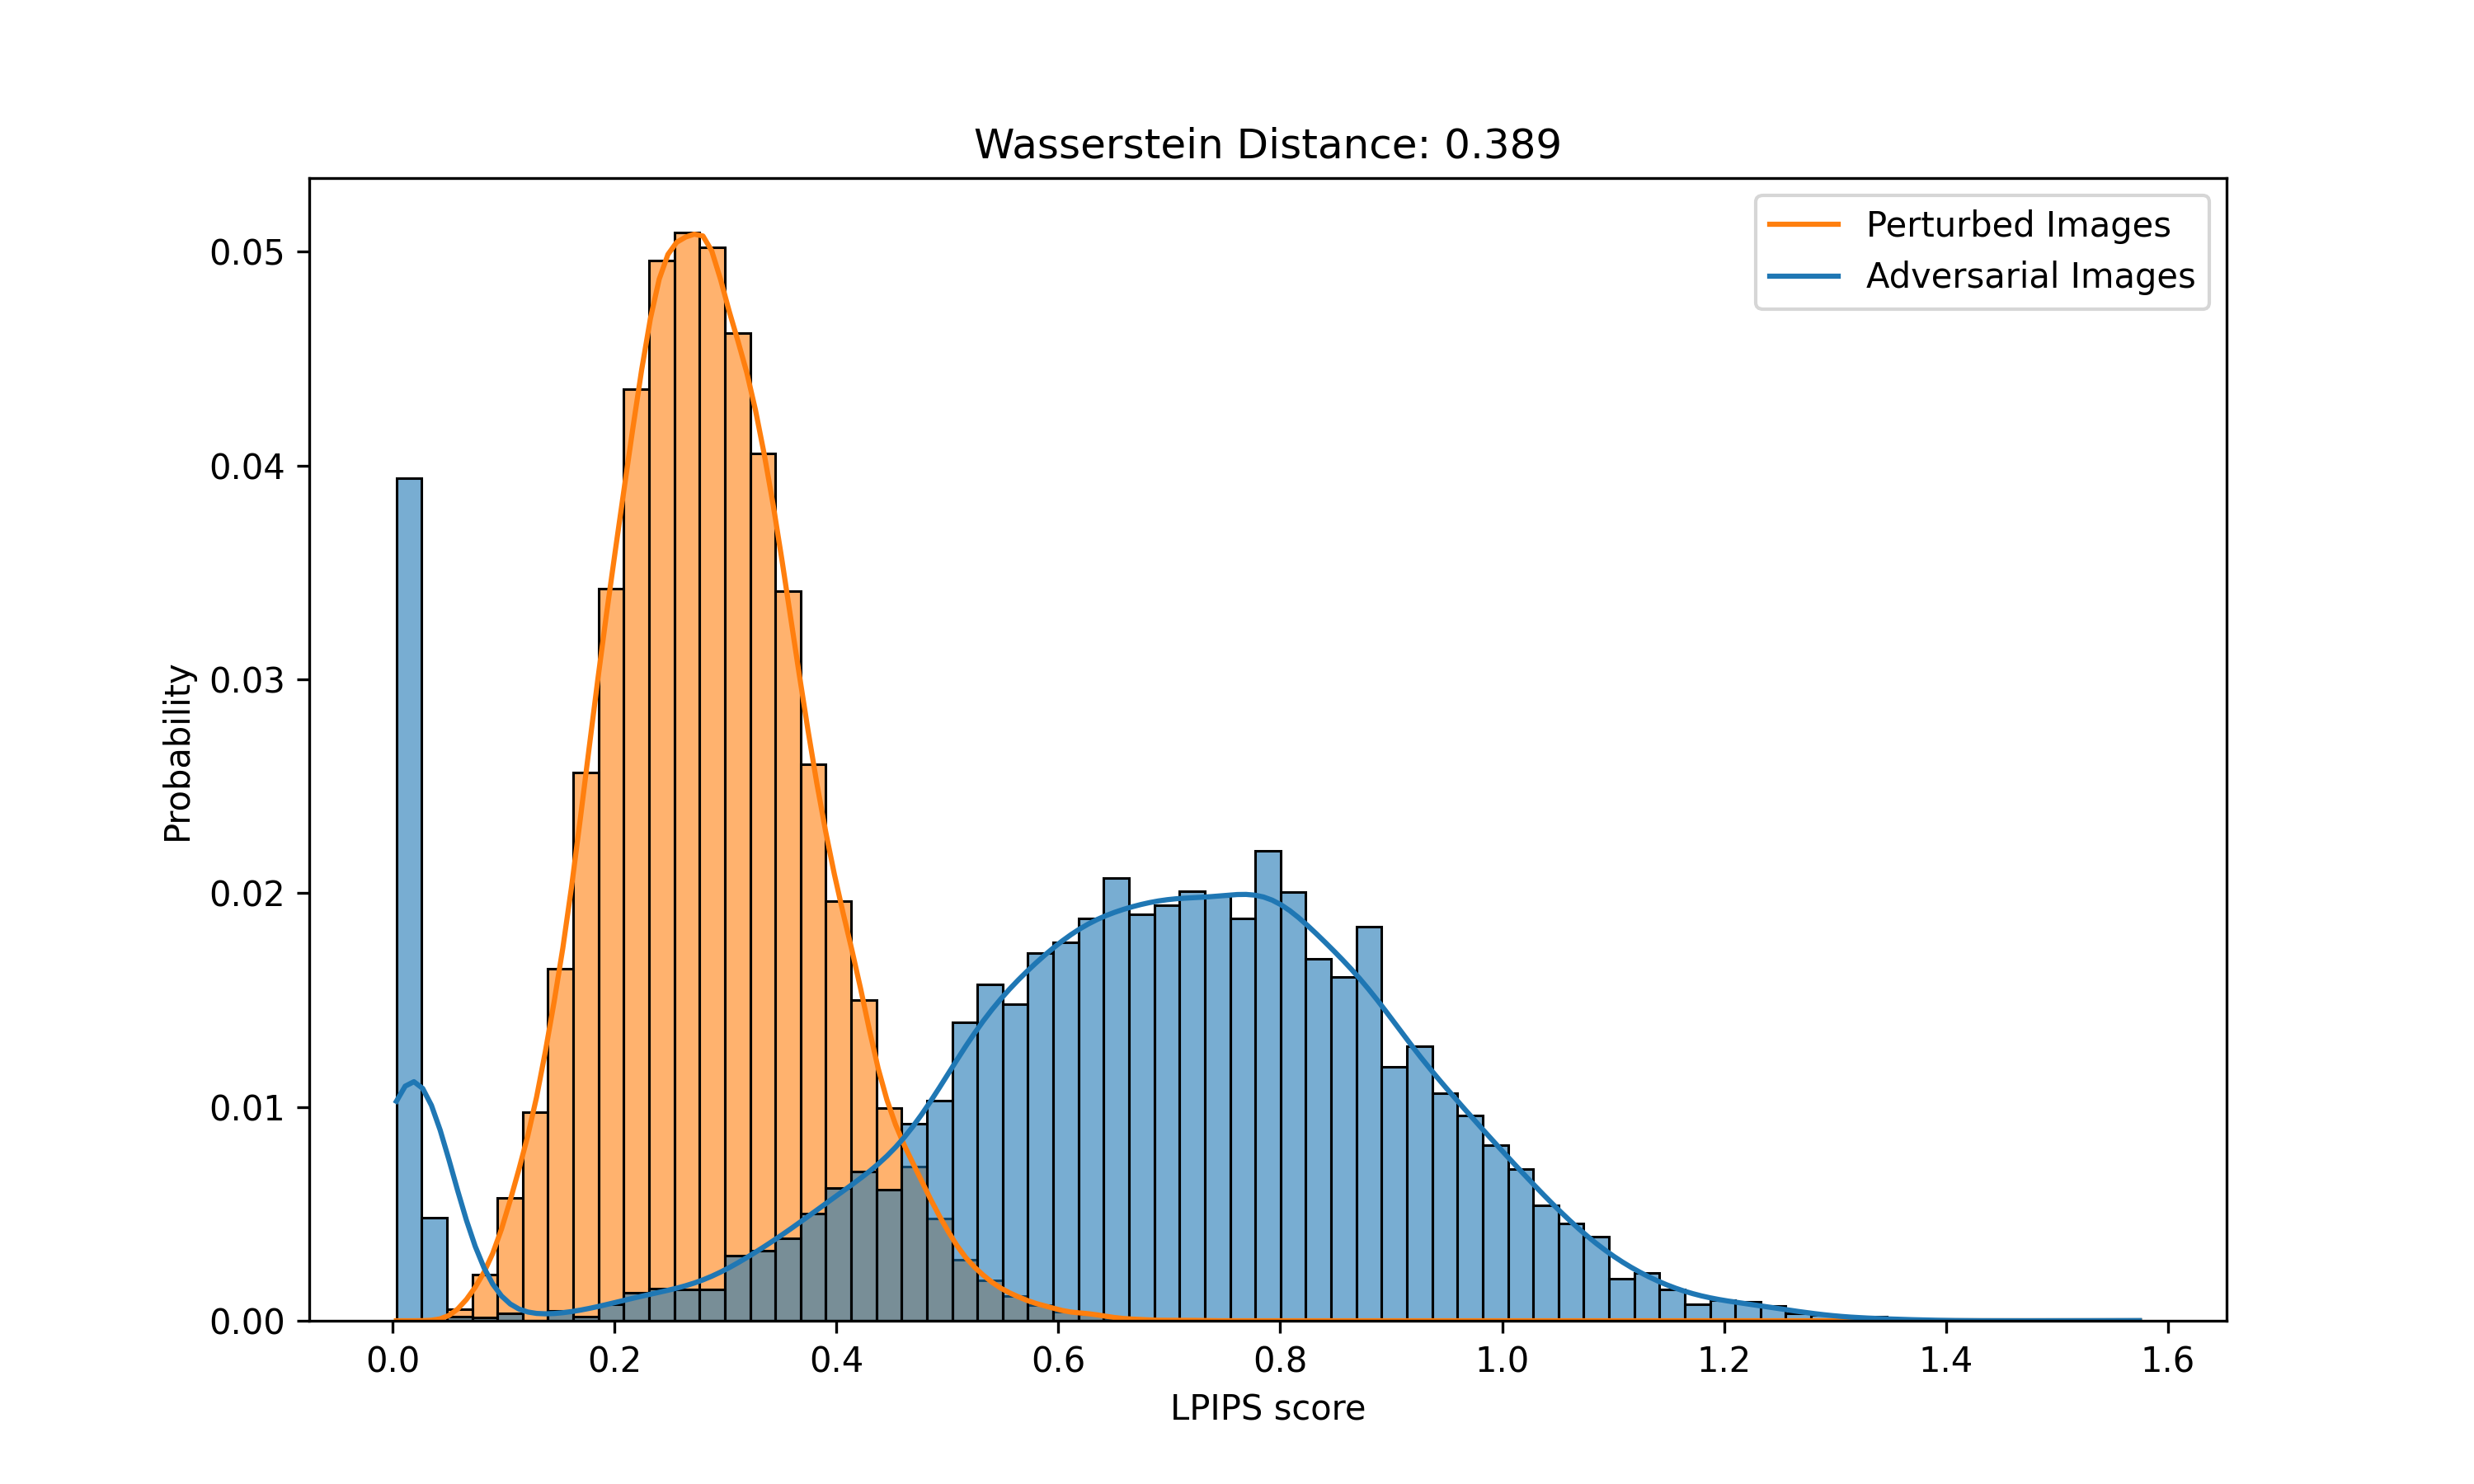 Wasserstein Distance: 0.389
Perturbed Images
Adversarial Images
Probability
0.05
0.04
0.03
0.02
0.01
0.00
0.0 0.2 0.4 0.6 0.8 1.0 1.2 1.4 1.6
LPIPS score